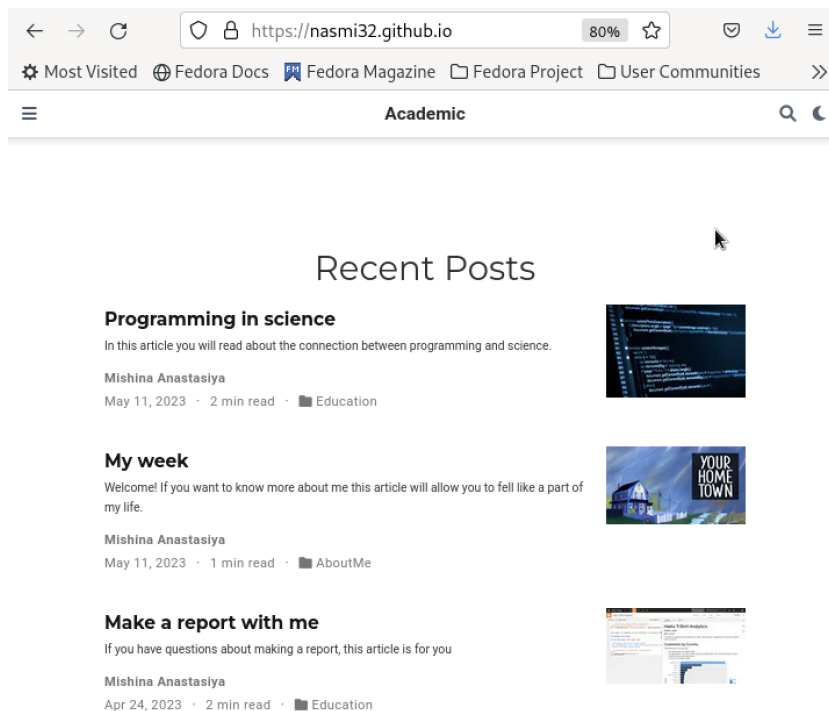 https://nasmi32.github.io 80%
Most Visited Fedora Docs FM Fedora Magazine Fedora Project User Communities
Academic
Recent Posts
Programming in science
In this article you will read about the connection between programming and science.
Mishina Anastasiya
May 11, 2023 · 2 min read · Education
My week
YOUR
HOME
TOWN
Welcome! If you want to know more about me this article will allow you to fell like a part of
my life.
Mishina Anastasiya
May 11, 2023 · 1 min read · AboutMe
Make a report with me
If you have questions about making a report, this article is for you
Mishina Anastasiya
Apr 24, 2023 · 2 min read · Education